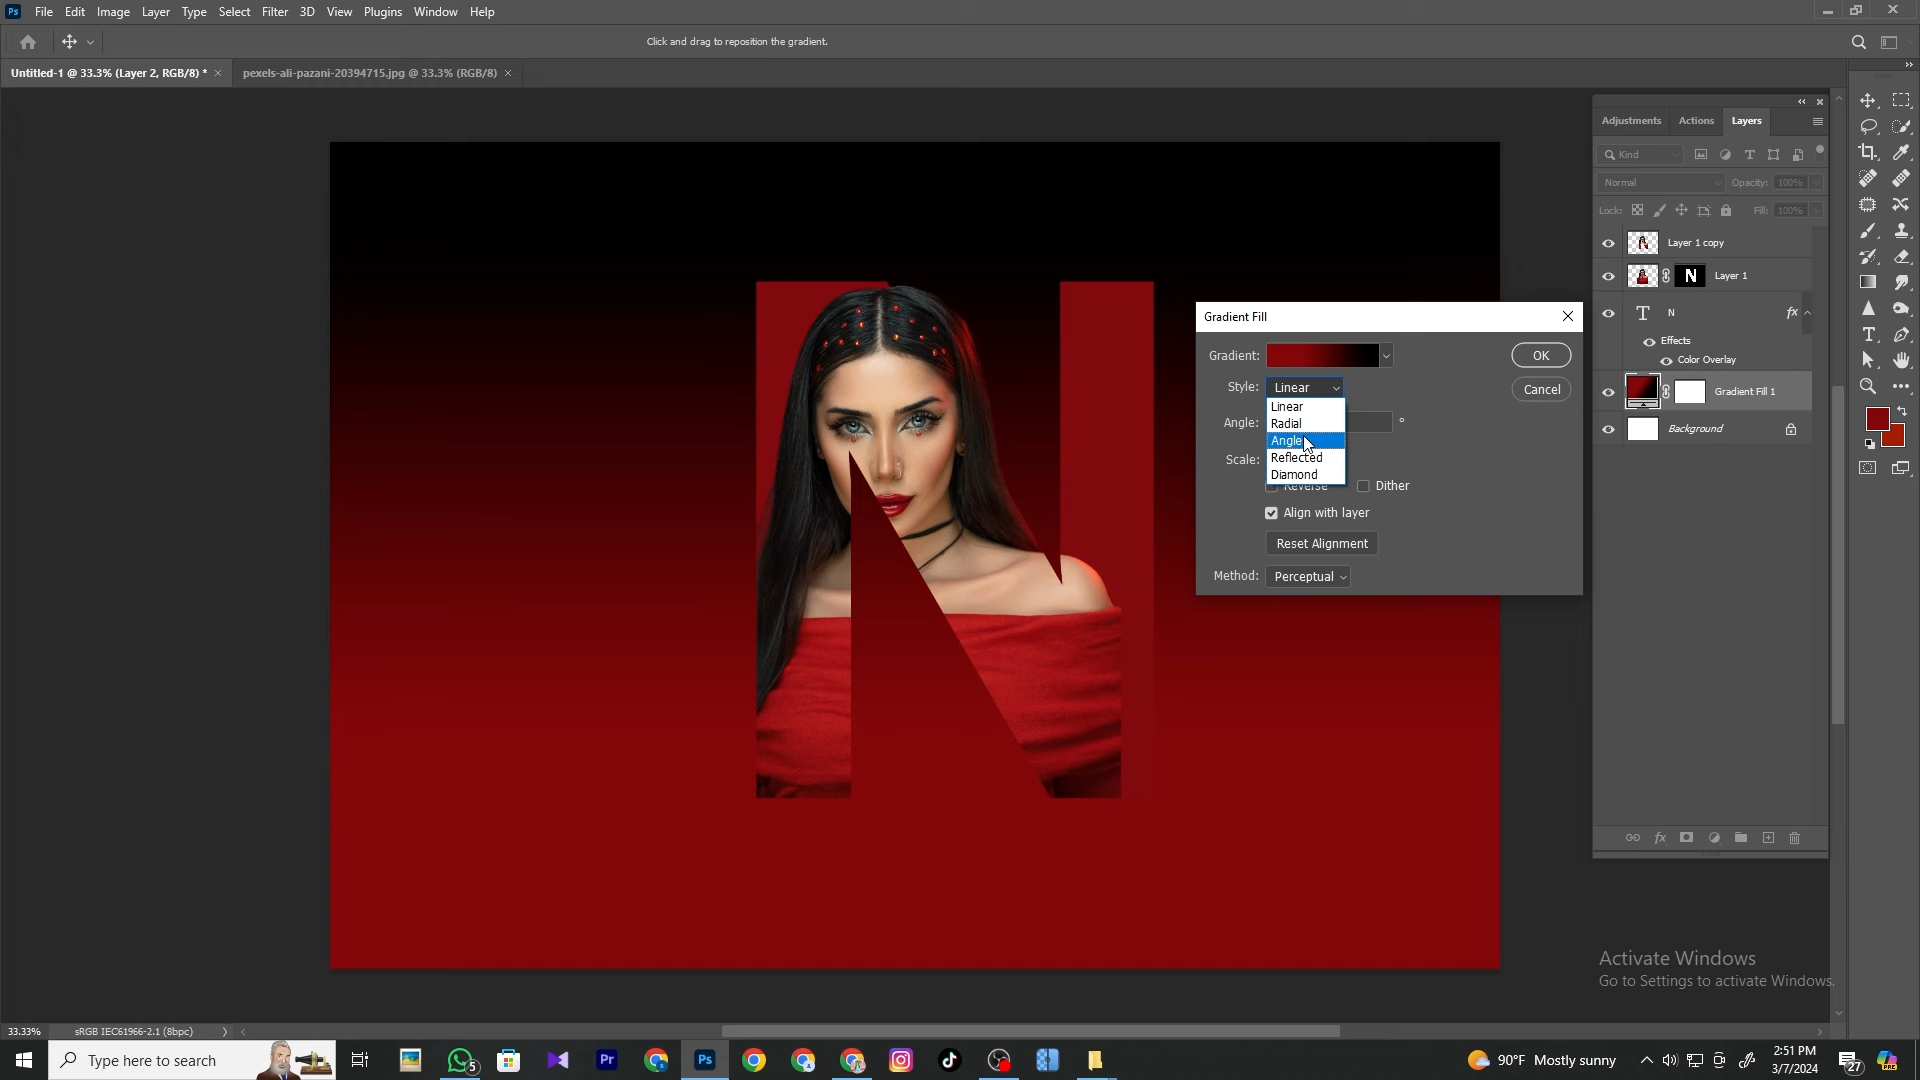 Ps File Edit Image Layer Type Select Filter 3D View Plugins Window Help
Click and drag to reposition the gradient.
Untitled-1 @ 33.3% (Layer 2, RGB/8) * × pexels-ali-pazani-20394715.jpg @ 33.3% (RGB/8) ×
Adjustments Actions Layers
Kind
Normal Opacity: 100%
Lock: Fill: 100%
Layer 1 copy
N Layer 1
T N fx
Effects
Color Overlay
Gradient Fill 1
Background
Gradient Fill
Gradient: OK
Style: Linear Cancel
Linear
Angle: Radial °
Angle
Scale: Reflected
Diamond
Reverse Dither
Align with layer
Reset Alignment
Method: Perceptual
Activate Windows
Go to Settings to activate Windows.
33.33% sRGB IEC61966-2.1 (8bpc)
Type here to search
5
Pr
Ps
90°F Mostly sunny
2:51 PM
3/7/2024
27
PRE